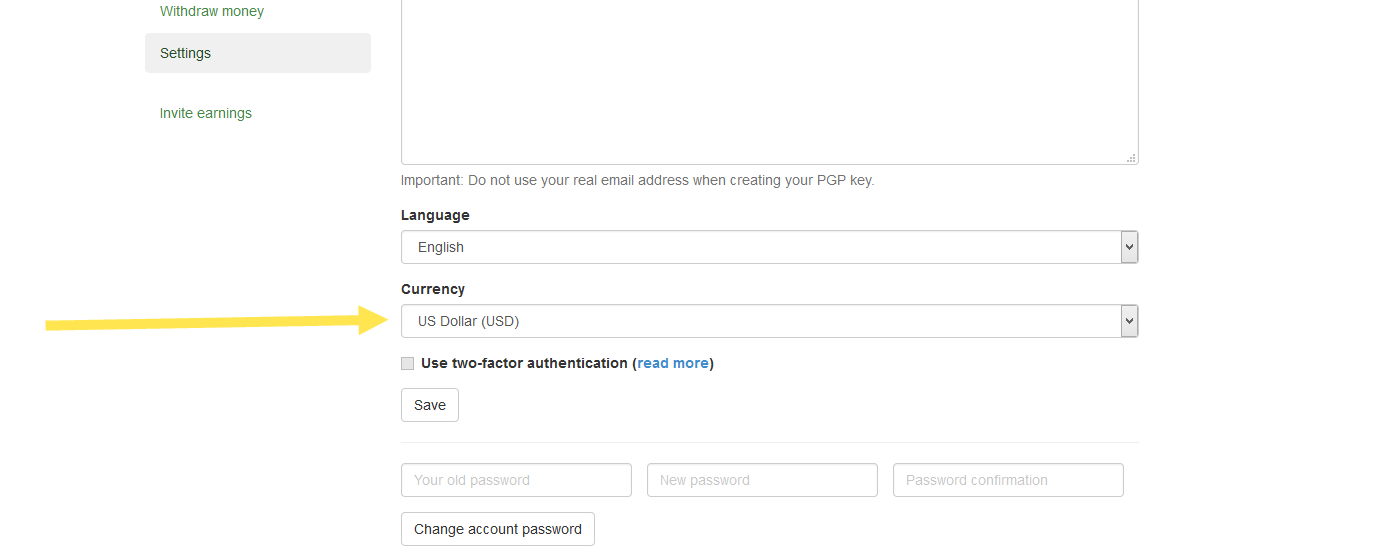 Withdraw money
Settings
Invite earnings
Important: Do not use your real email address when creating your PGP key.
Language
English
Currency
US Dollar (USD)
Use two-factor authentication (read more)
Save
Your old password
New password
Password confirmation
Change account password